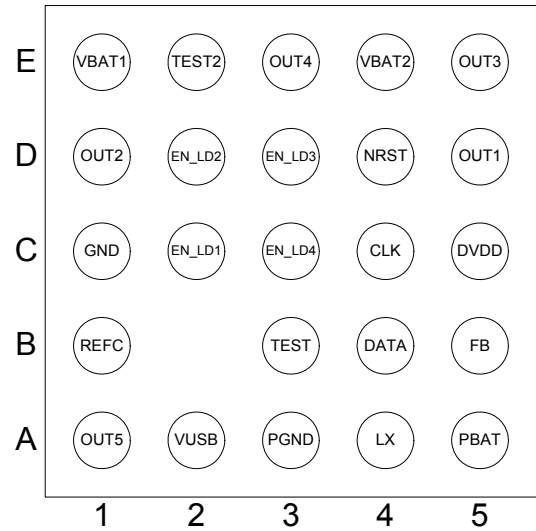 E VBAT1 TEST2 OUT4 VBAT2 OUT3
D OUT2 EN_LD2 EN_LD3 NRST OUT1
C GND EN_LD1 EN_LD4 CLK DVDD
B REFC TEST DATA FB
A OUT5 VUSB PGND LX PBAT
1 2 3 4 5